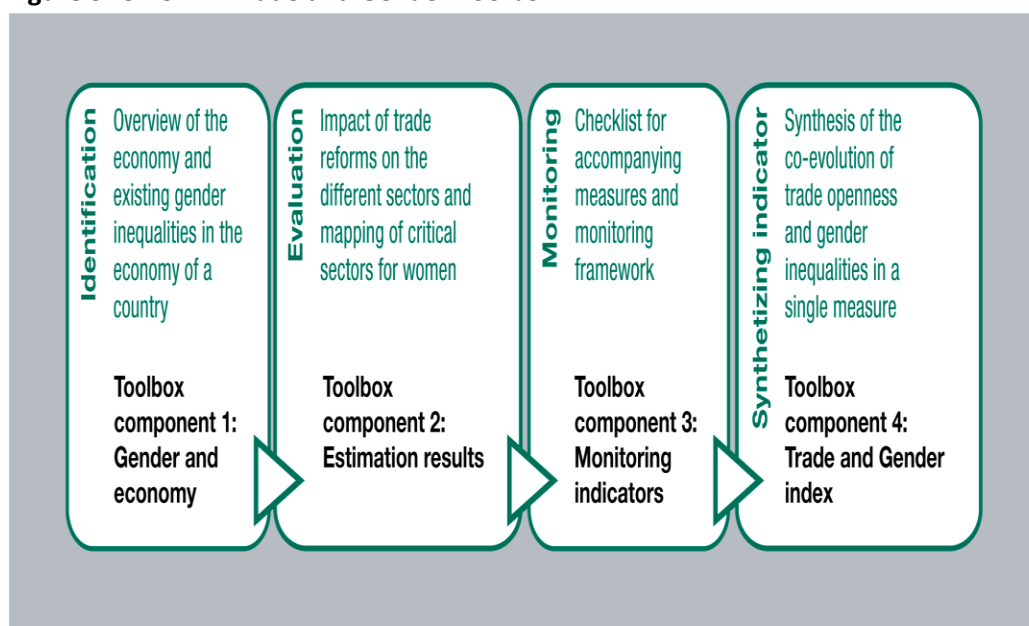 Identification
Overview of the
economy and
existing gender
inequalities in the
economy of a
country
Toolbox
component 1:
Gender and
economy
Evaluation
Impact of trade
reforms on the
different sectors and
mapping of critical
sectors for women
Toolbox
component 2:
Estimation results
Monitoring
Checklist for
accompanying
measures and
monitoring
framework
Toolbox
component 3:
Monitoring
indicators
Synthetizing indicator
Synthesis of the
co-evolution of
trade openness
and gender
inequalities in a
single measure
Toolbox
component 4:
Trade and Gender
index